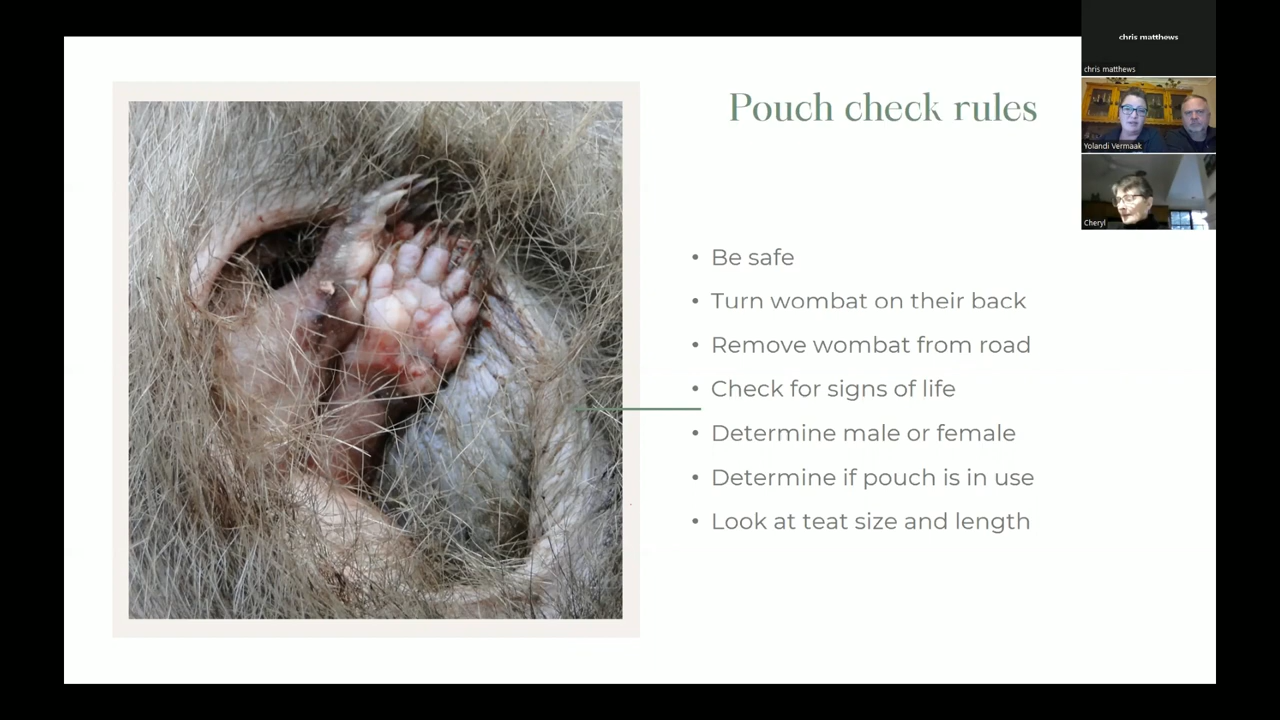 chris matthews
chris matthews
Pouch check rules
Yolandi Vermaak
Cheryl
• Be safe
• Turn wombat on their back
• Remove wombat from road
• Check for signs of life
• Determine male or female
• Determine if pouch is in use
• Look at teat size and length